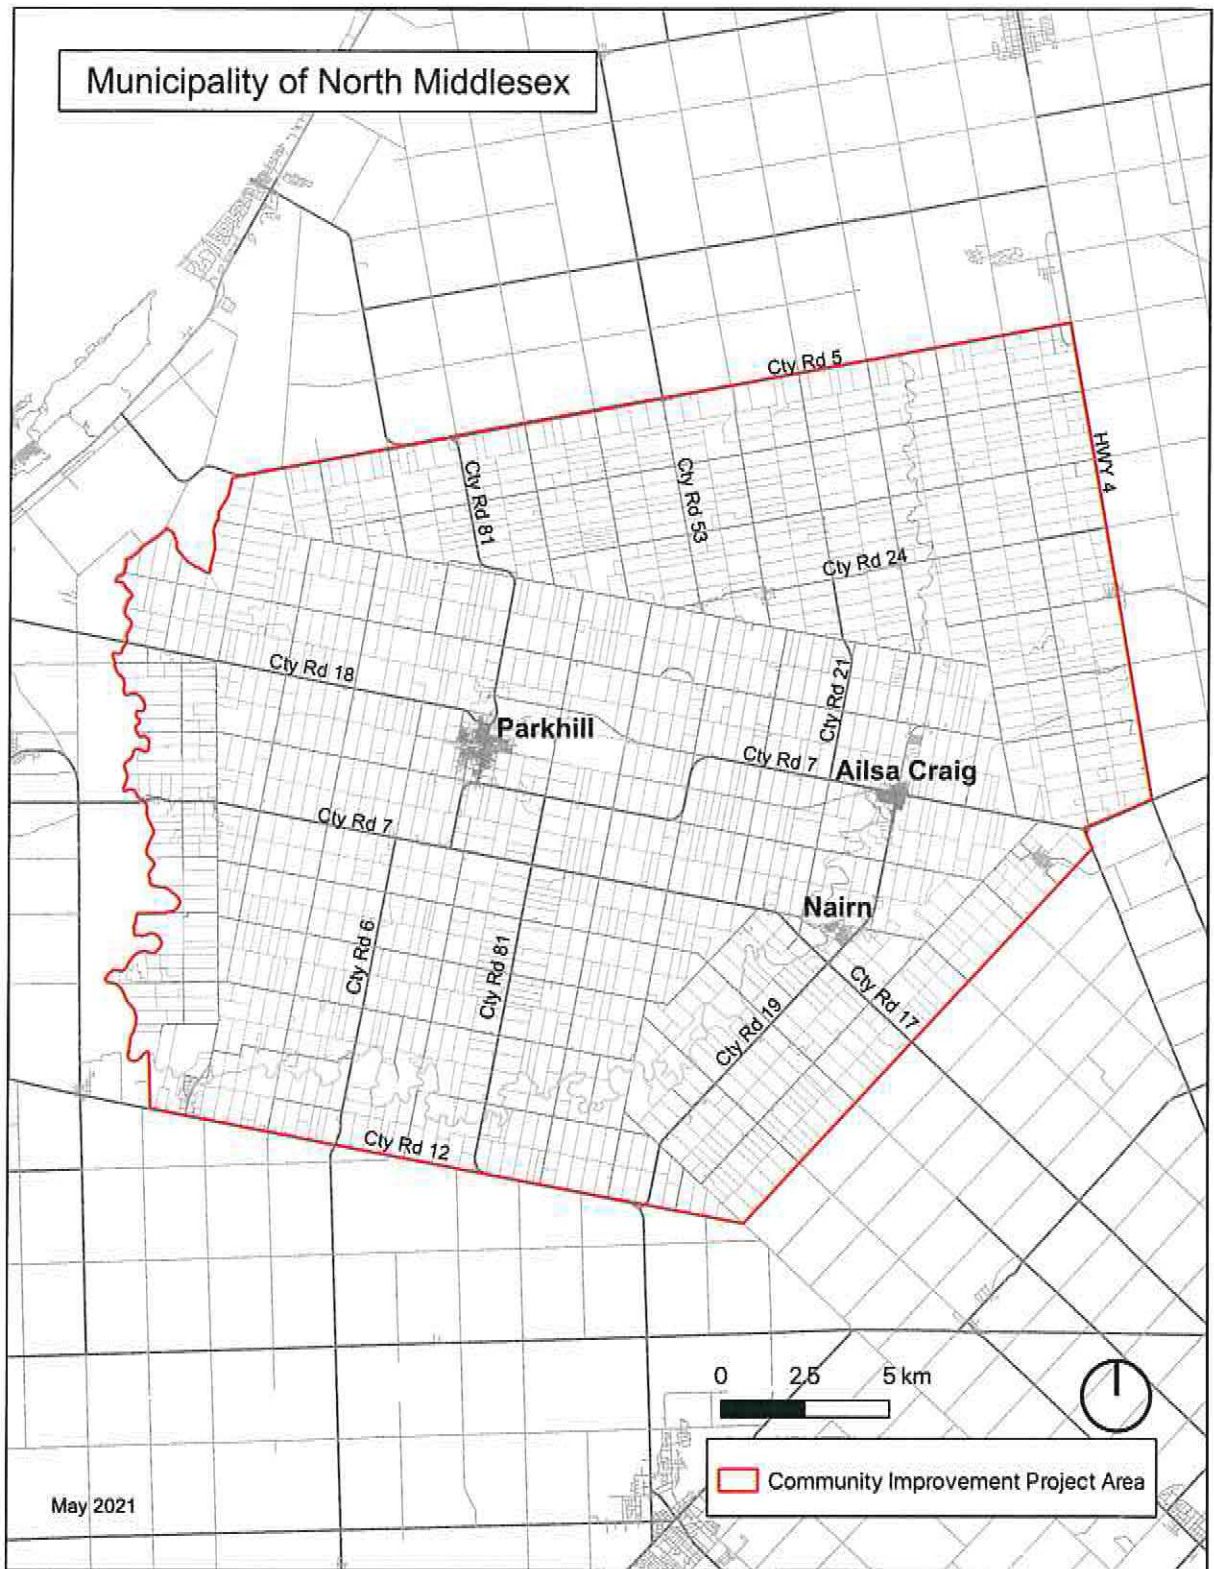 Municipality of North Middlesex
Cty Rd 5
HWY 4
Cty Rd 81
Cty Rd 53
Cty Rd 24
Cty Rd 18
Cty Rd 21
Parkhill
Cty Rd 7
Ailsa Craig
Cty Rd 7
Nairn
Cty Rd 6
Cty Rd 81
Cty Rd 19
Cty Rd 17
Cty Rd 12
0 2.5 5 km
Community Improvement Project Area
May 2021